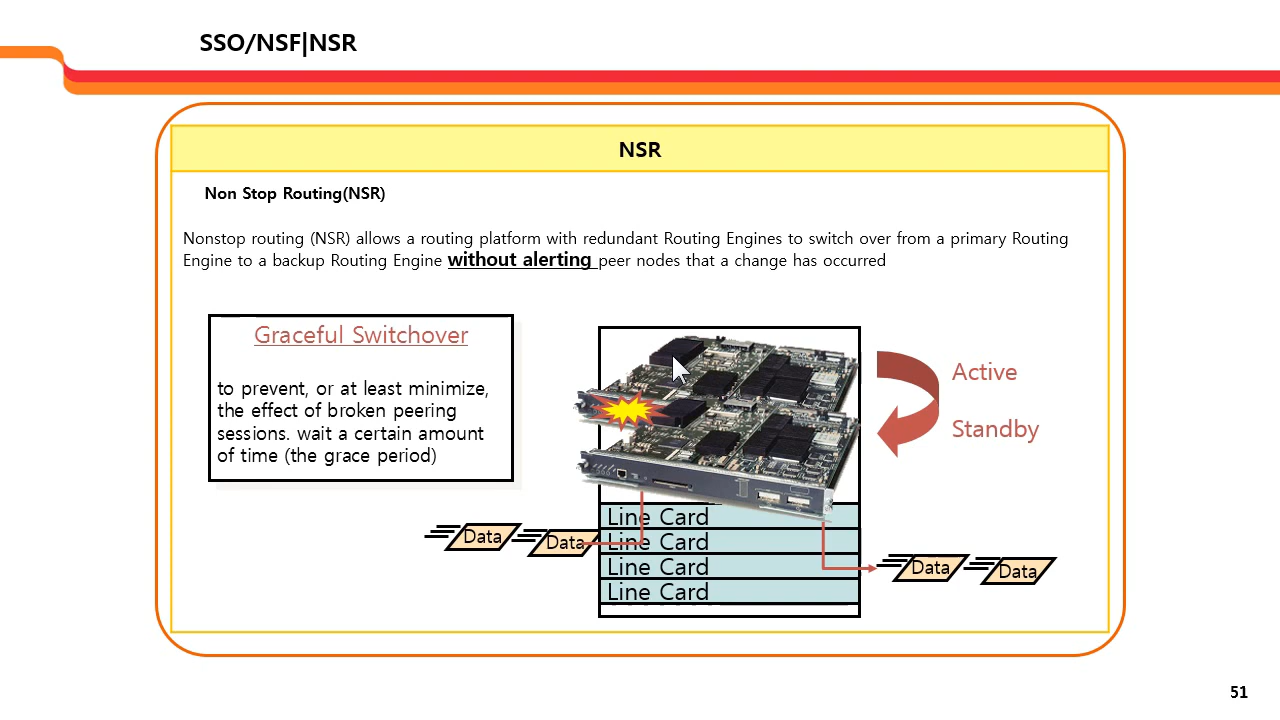 SSO/NSF|NSR
NSR
Non Stop Routing(NSR)
Nonstop routing (NSR) allows a routing platform with redundant Routing Engines to switch over from a primary Routing
Engine to a backup Routing Engine without alerting peer nodes that a change has occurred
Graceful Switchover
to prevent, or at least minimize,
the effect of broken peering
sessions. wait a certain amount
of time (the grace period)
Active
Standby
Line Card
Line Card
Line Card
Line Card
Data
Data
Data
Data
51